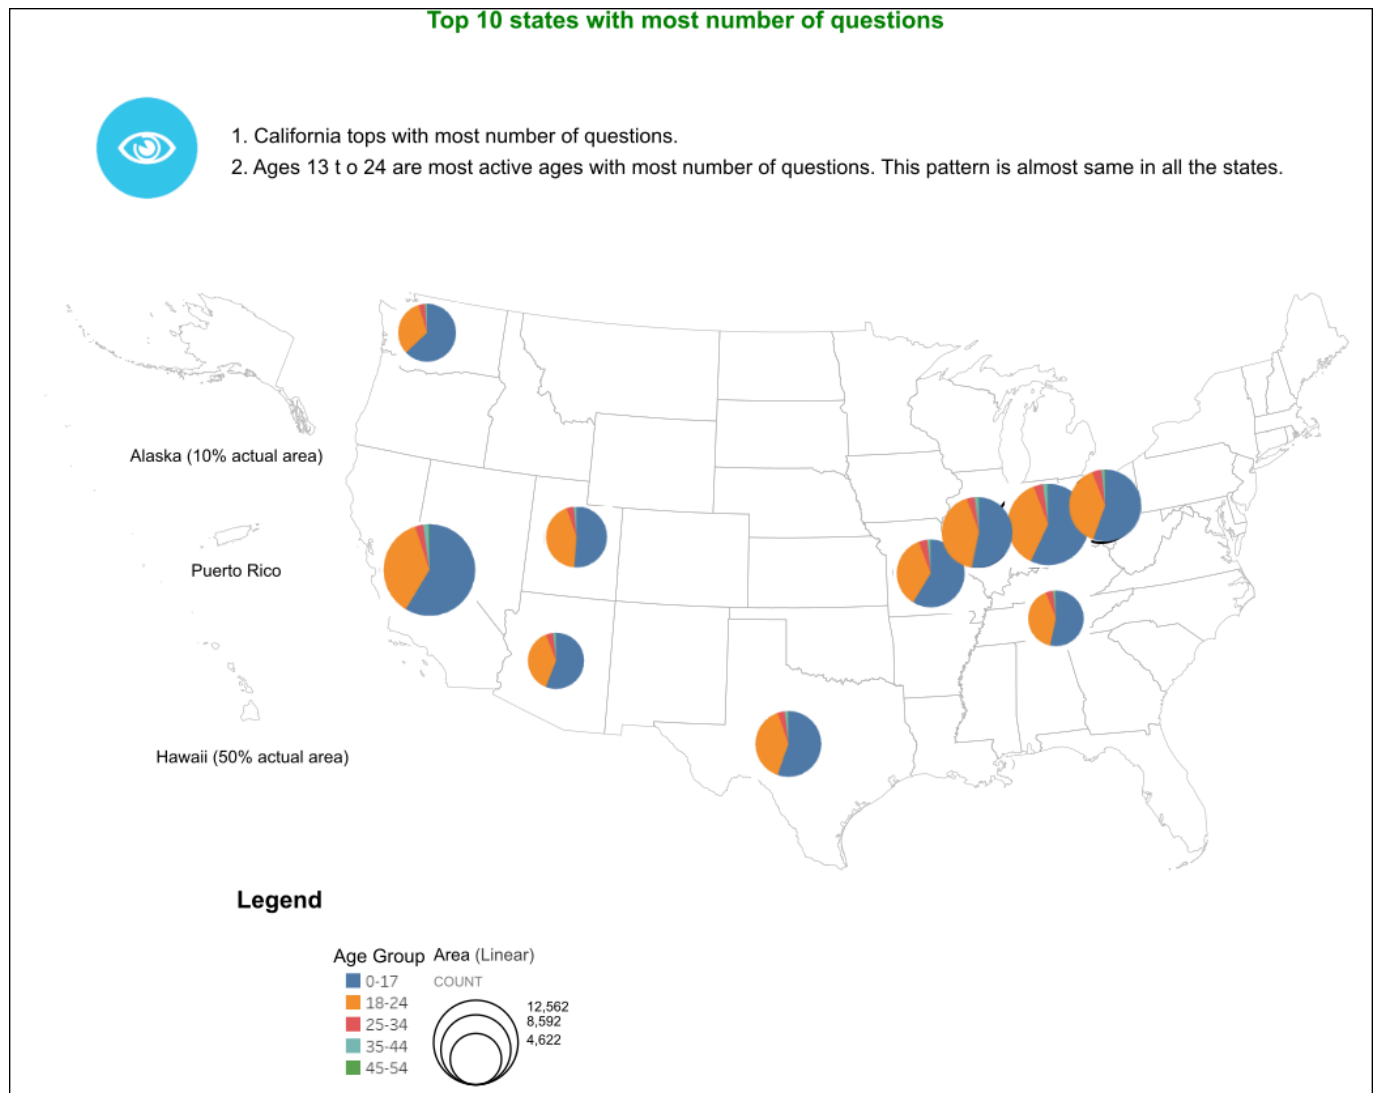 Top 10 states with most number of questions
1. California tops with most number of questions.
2. Ages 13 t o 24 are most active ages with most number of questions. This pattern is almost same in all the states.
Alaska (10% actual area)
Puerto Rico
Hawaii (50% actual area)
Legend
Age Group
0-17
18-24
25-34
35-44
45-54
Area (Linear)
COUNT
12,562
8,592
4,622